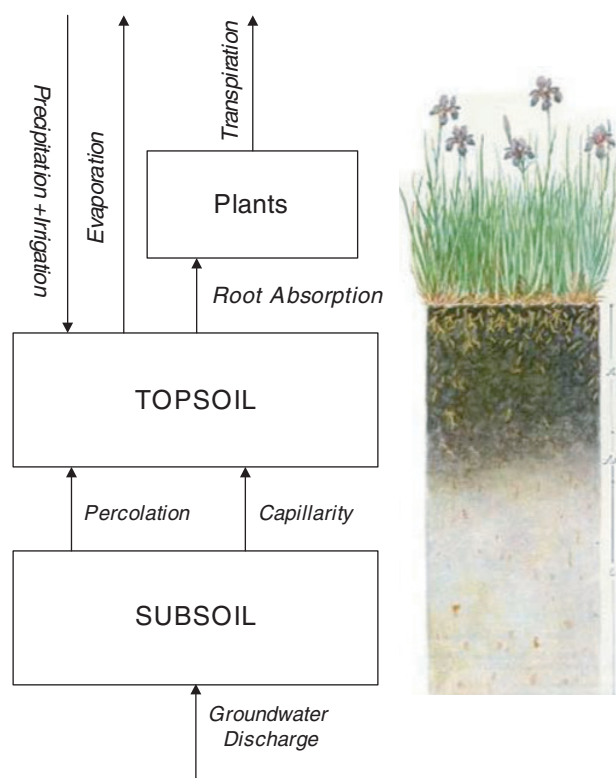 Precipitation +Irrigation
Evaporation
Transpiration
Plants
Root Absorption
TOPSOIL
Percolation
Capillarity
SUBSOIL
Groundwater
Discharge